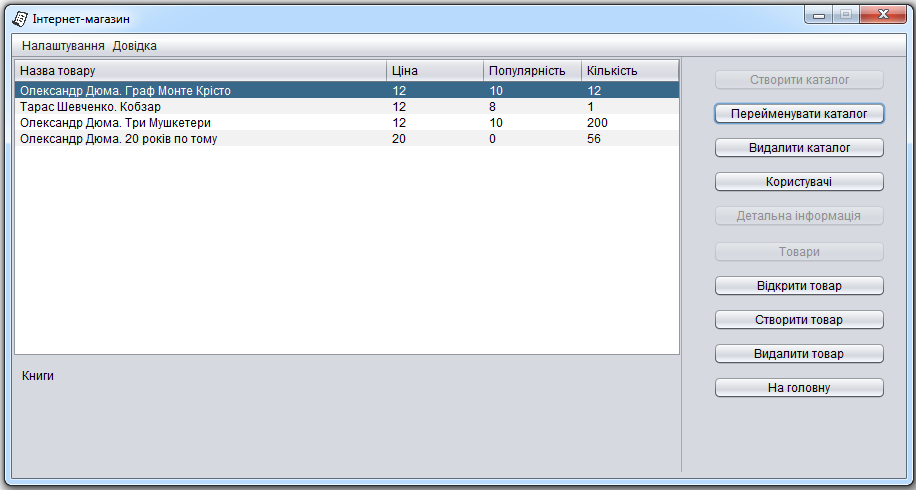 Інтернет-магазин
Налаштування Довідка
Назва товару Ціна Популярність Кількість
Олександр Дюма. Граф Монте Крісто 12 10 12
Тарас Шевченко. Кобзар 12 8 1
Олександр Дюма. Три Мушкетери 12 10 200
Олександр Дюма. 20 років по тому 20 0 56
Книги
Створити каталог
Перейменувати каталог
Видалити каталог
Користувачі
Детальна інформація
Товари
Відкрити товар
Створити товар
Видалити товар
На головну